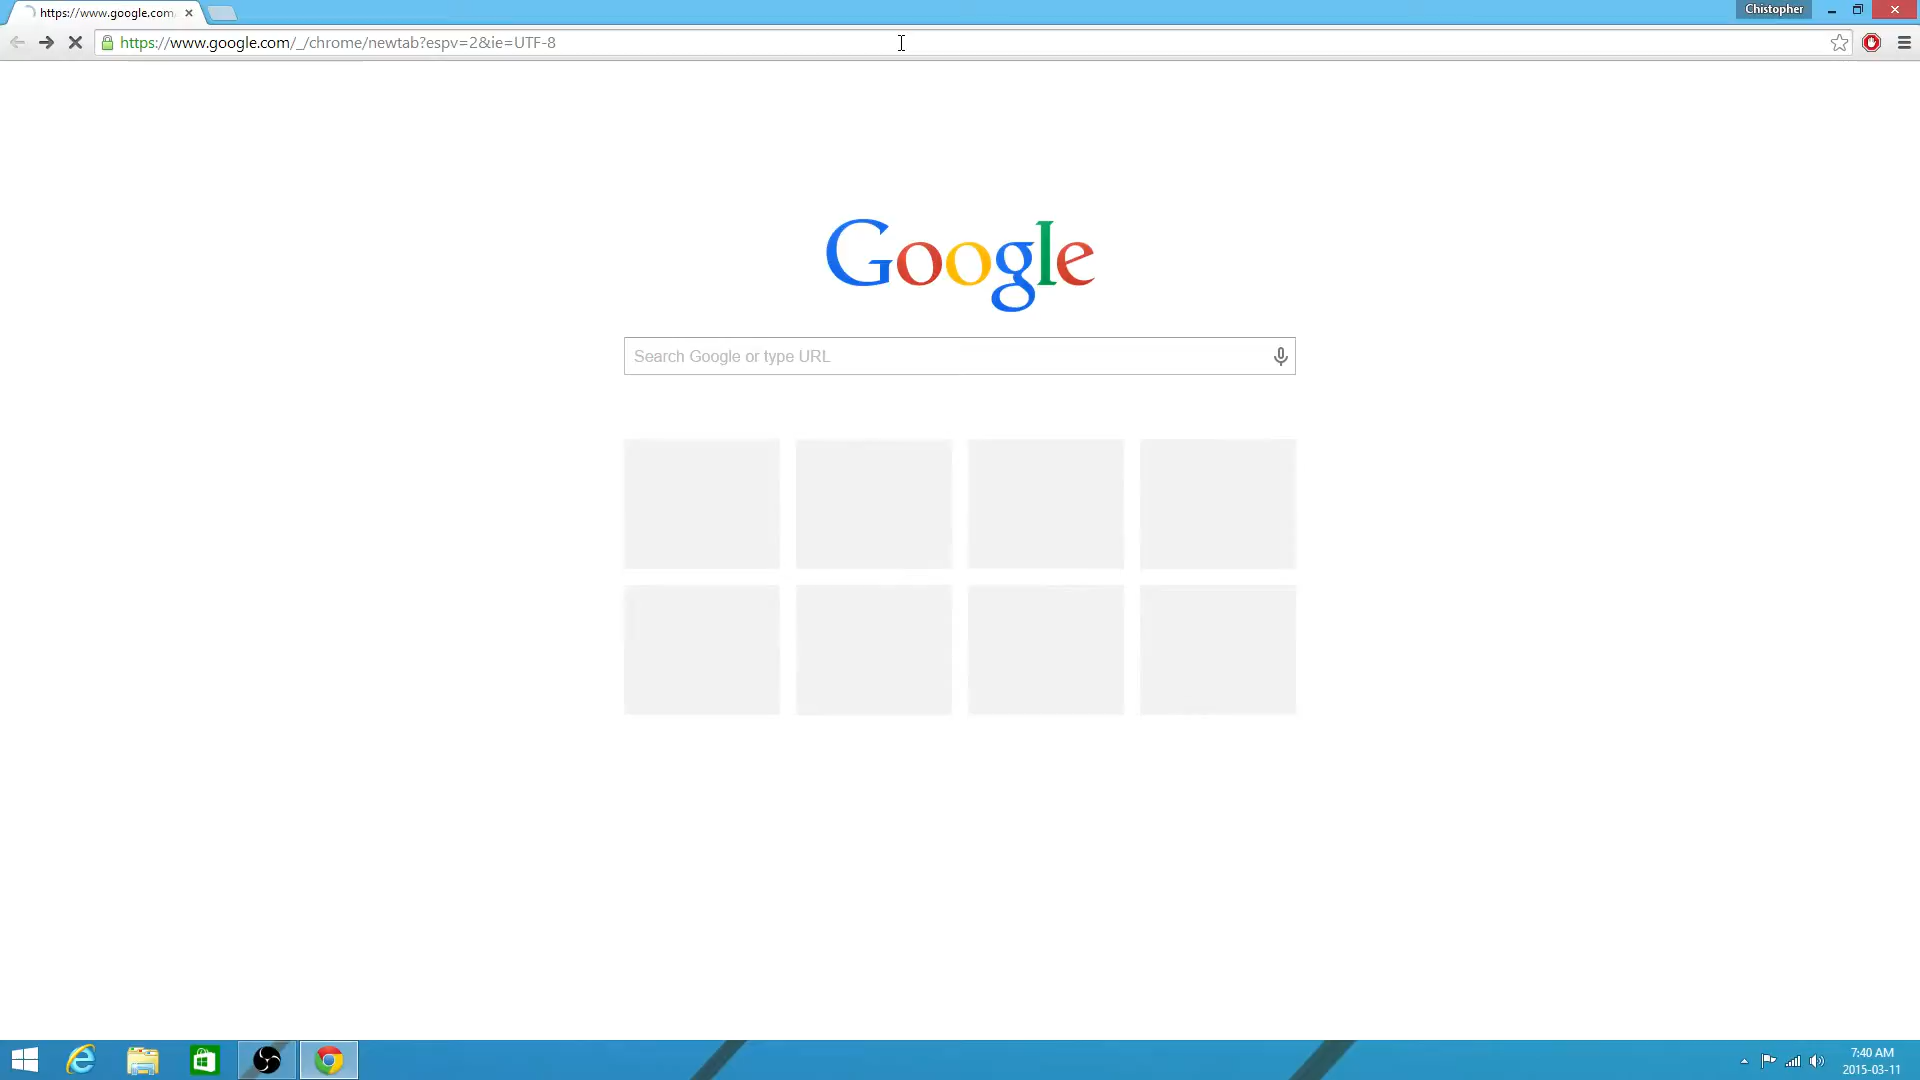 https://www.google.com
Chistopher
https://www.google.com/_/chrome/newtab?espv=2&ie=UTF-8
Google
Search Google or type URL
7:40 AM
2015-03-11